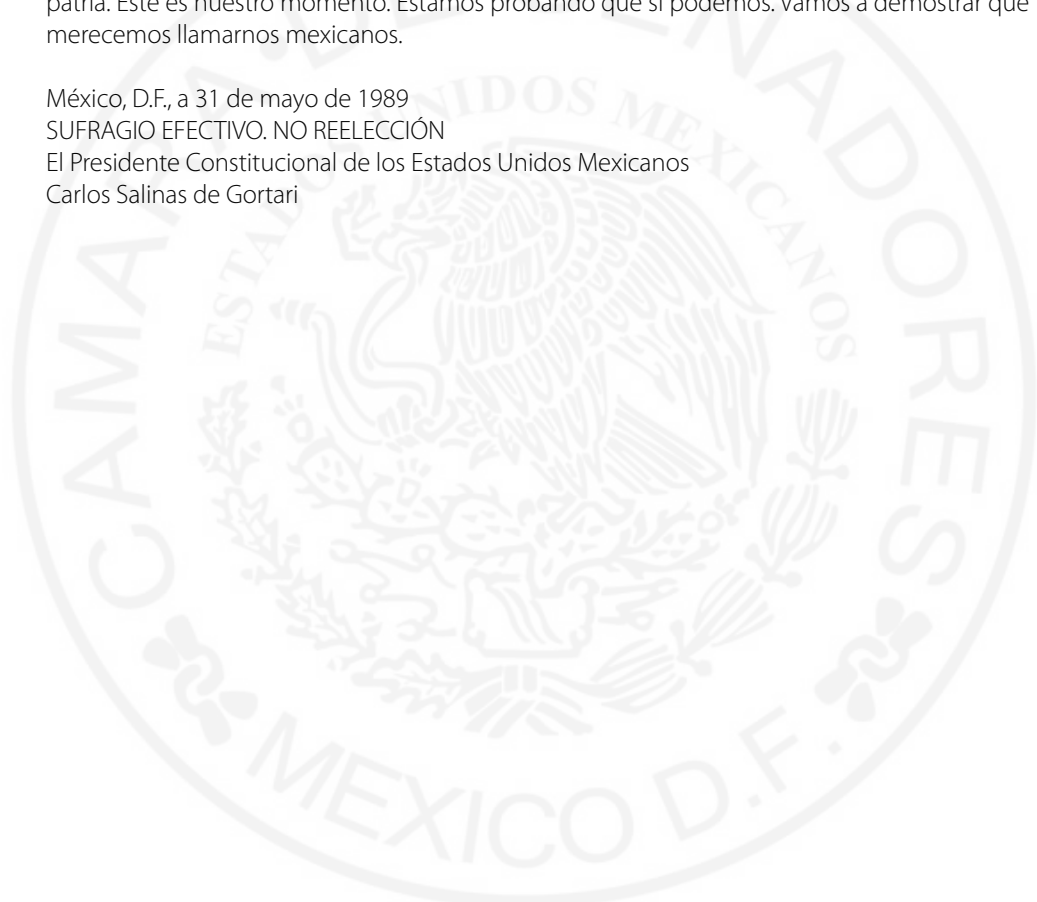 patria. Éste es nuestro momento. Estamos probando que sí podemos. Vamos a demostrar que
merecemos llamarnos mexicanos.
México, D.F., a 31 de mayo de 1989
SUFRAGIO EFECTIVO. NO REELECCIÓN
El Presidente Constitucional de los Estados Unidos Mexicanos
Carlos Salinas de Gortari
CAMARA DE SENADORES
ESTADOS UNIDOS MEXICANOS
MEXICO D.F.